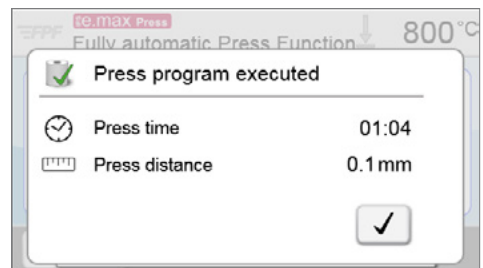 FPF e.max Press 800°C
Fully automatic Press Function
Press program executed
Press time 01:04
Press distance 0.1 mm